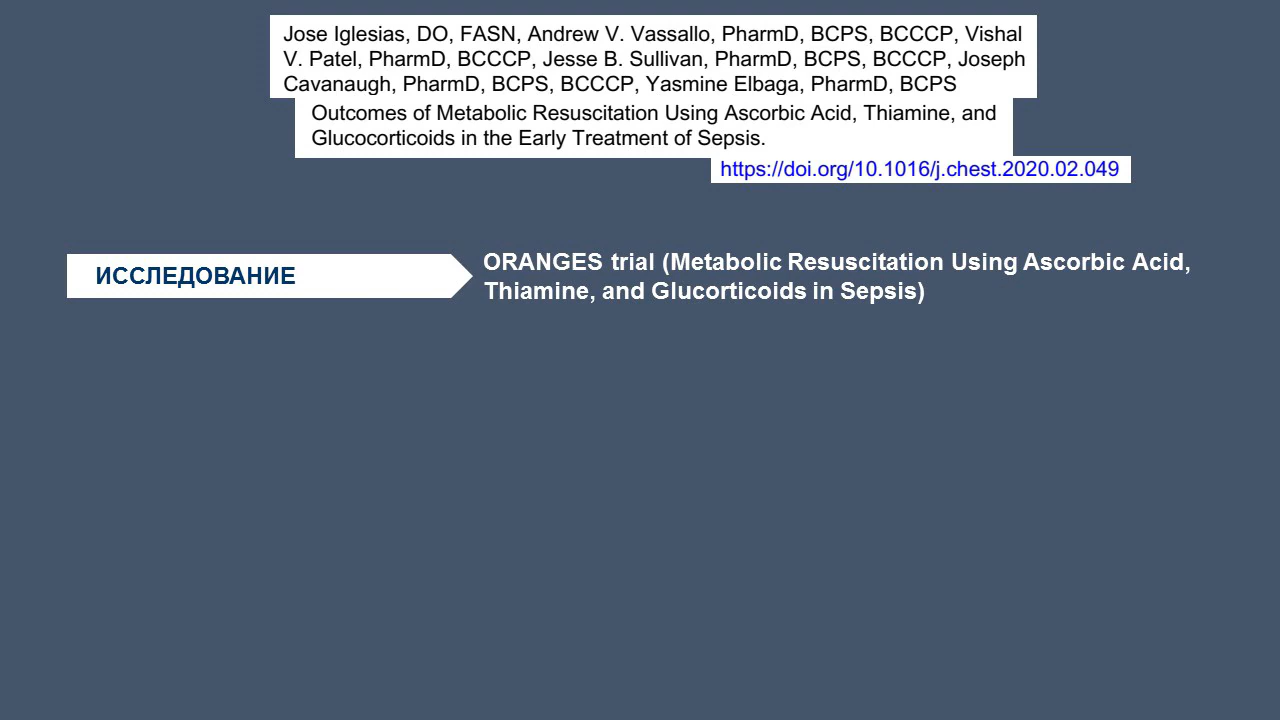 Jose Iglesias, DO, FASN, Andrew V. Vassallo, PharmD, BCPS, BCCCP, Vishal
V. Patel, PharmD, BCCCP, Jesse B. Sullivan, PharmD, BCPS, BCCCP, Joseph
Cavanaugh, PharmD, BCPS, BCCCP, Yasmine Elbaga, PharmD, BCPS
Outcomes of Metabolic Resuscitation Using Ascorbic Acid, Thiamine, and
Glucocorticoids in the Early Treatment of Sepsis.
https://doi.org/10.1016/j.chest.2020.02.049
ИССЛЕДОВАНИЕ
ORANGES trial (Metabolic Resuscitation Using Ascorbic Acid,
Thiamine, and Glucorticoids in Sepsis)